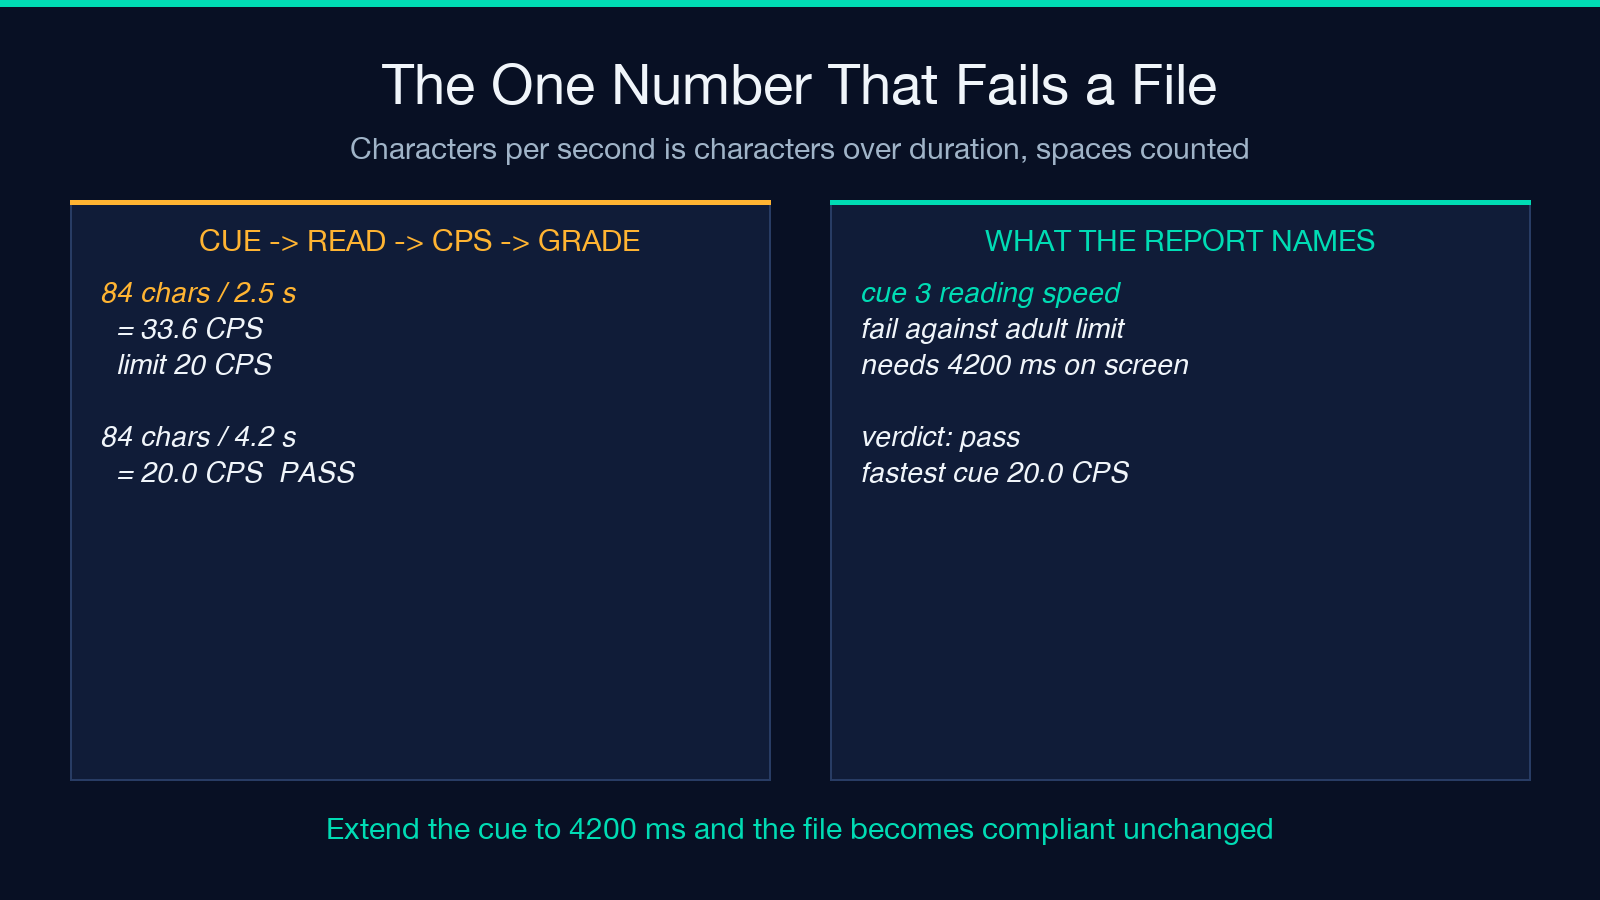 The One Number That Fails a File
Characters per second is characters over duration, spaces counted
CUE -> READ -> CPS -> GRADE
84 chars / 2.5 s
= 33.6 CPS
limit 20 CPS
84 chars / 4.2 s
= 20.0 CPS  PASS
WHAT THE REPORT NAMES
cue 3 reading speed
fail against adult limit
needs 4200 ms on screen
verdict: pass
fastest cue 20.0 CPS
Extend the cue to 4200 ms and the file becomes compliant unchanged